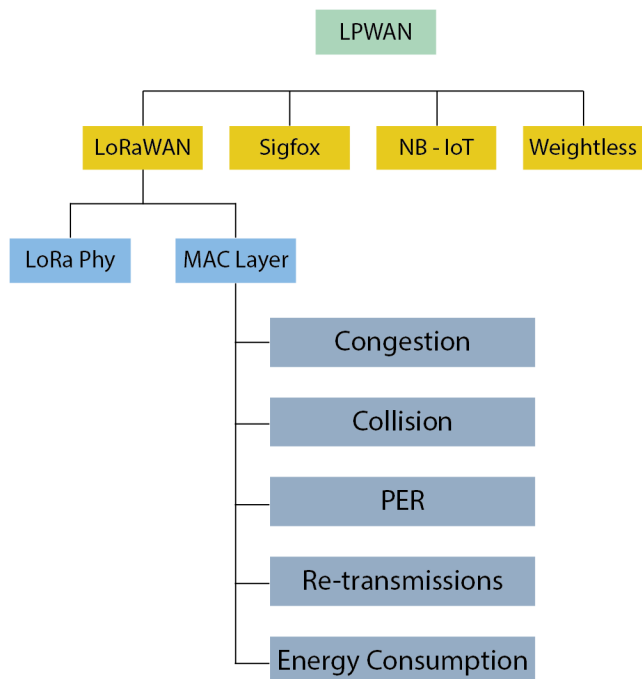 LPWAN
LoRaWAN
Sigfox
NB - IoT
Weightless
LoRa Phy
MAC Layer
Congestion
Collision
PER
Re-transmissions
Energy Consumption